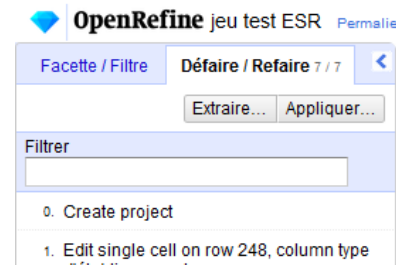 OpenRefine jeu test ESR Permalie
Facette / Filtre Défaire / Refaire 7 / 7
Extraire... Appliquer...
Filtrer
0. Create project
1. Edit single cell on row 248, column type